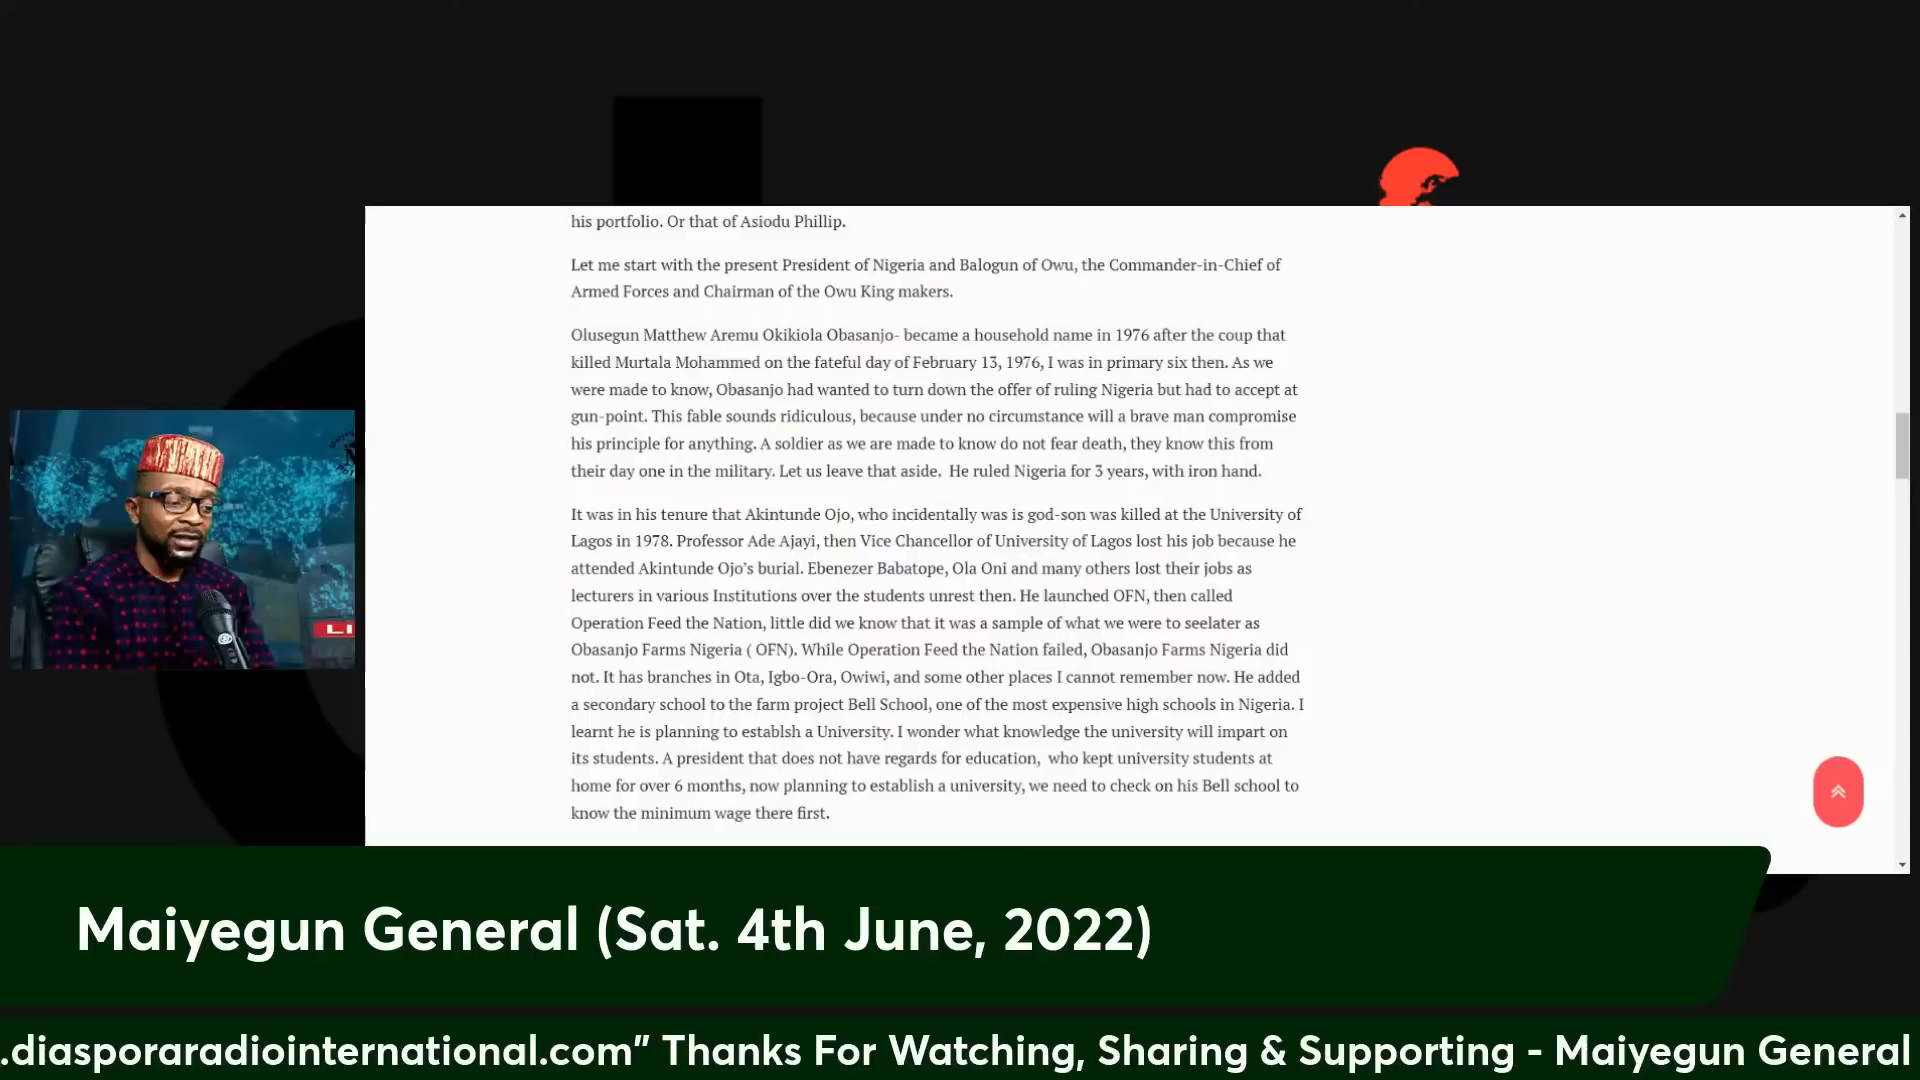 his portfolio. Or that of Asiodu Phillip.
Let me start with the present President of Nigeria and Balogun of Owu, the Commander-in-Chief of
Armed Forces and Chairman of the Owu King makers.
Olusegun Matthew Aremu Okikiola Obasanjo- became a household name in 1976 after the coup that
killed Murtala Mohammed on the fateful day of February 13, 1976, I was in primary six then. As we
were made to know, Obasanjo had wanted to turn down the offer of ruling Nigeria but had to accept at
gun-point. This fable sounds ridiculous, because under no circumstance will a brave man compromise
his principle for anything. A soldier as we are made to know do not fear death, they know this from
their day one in the military. Let us leave that aside. He ruled Nigeria for 3 years, with iron hand.
It was in his tenure that Akintunde Ojo, who incidentally was is god-son was killed at the University of
Lagos in 1978. Professor Ade Ajayi, then Vice Chancellor of University of Lagos lost his job because he
attended Akintunde Ojo’s burial. Ebenezer Babatope, Ola Oni and many others lost their jobs as
lecturers in various Institutions over the students unrest then. He launched OFN, then called
Operation Feed the Nation, little did we know that it was a sample of what we were to seelater as
Obasanjo Farms Nigeria ( OFN). While Operation Feed the Nation failed, Obasanjo Farms Nigeria did
not. It has branches in Ota, Igbo-Ora, Owiwi, and some other places I cannot remember now. He added
a secondary school to the farm project Bell School, one of the most expensive high schools in Nigeria. I
learnt he is planning to establsh a University. I wonder what knowledge the university will impart on
its students. A president that does not have regards for education, who kept university students at
home for over 6 months, now planning to establish a university, we need to check on his Bell school to
know the minimum wage there first.
LI
Maiyegun General (Sat. 4th June, 2022)
.diasporaradiointernational.com” Thanks For Watching, Sharing & Supporting - Maiyegun General